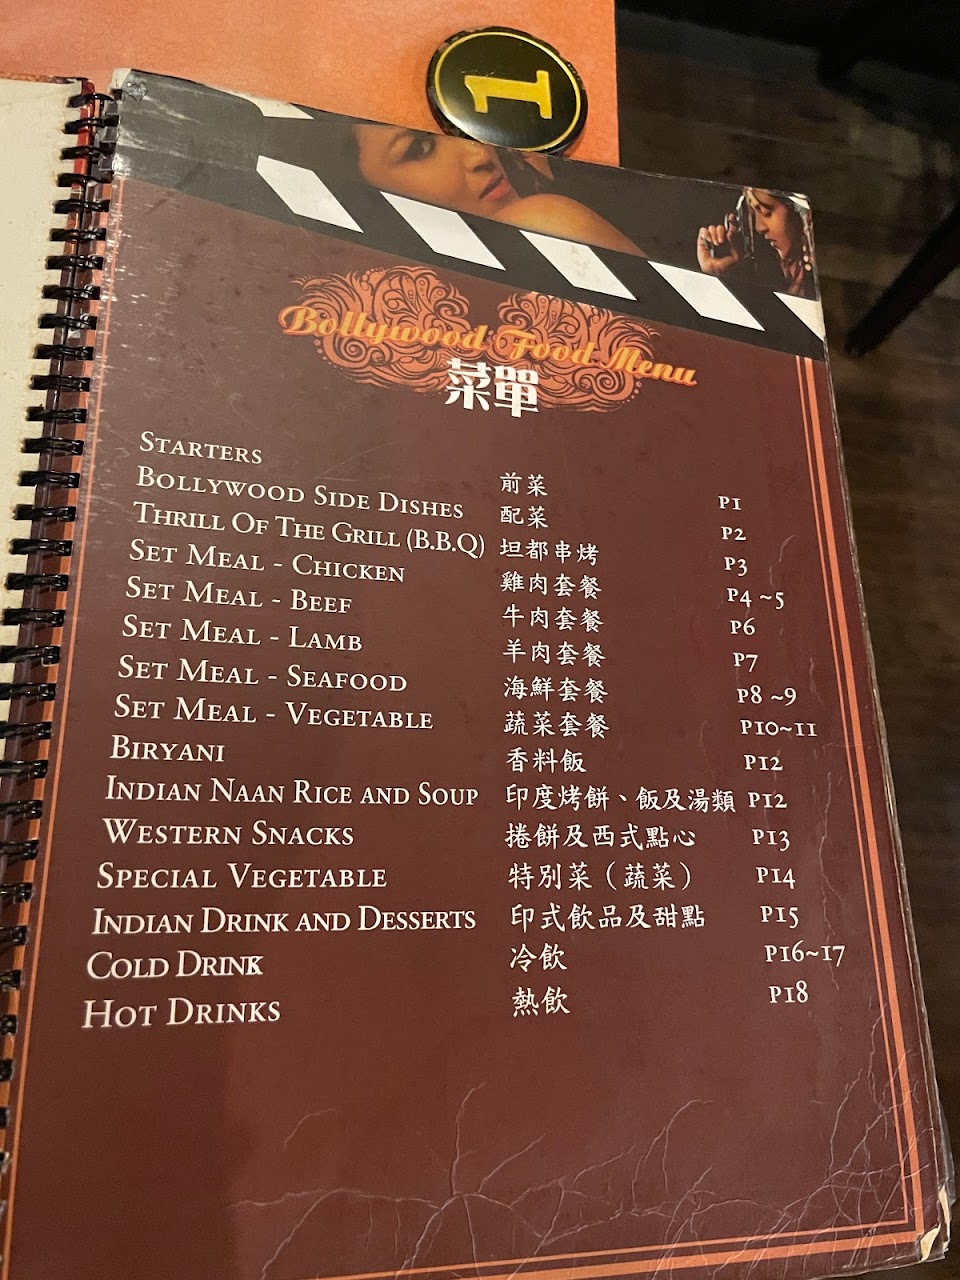 1
Bollywood Food Menu
菜單
STARTERS 前菜 P1
BOLLYWOOD SIDE DISHES 配菜 P2
THRILL OF THE GRILL (B.B.Q) 坦都串烤 P3
SET MEAL - CHICKEN 雞肉套餐 P4 ~5
SET MEAL - BEEF 牛肉套餐 P6
SET MEAL - LAMB 羊肉套餐 P7
SET MEAL - SEAFOOD 海鮮套餐 P8 ~9
SET MEAL - VEGETABLE 蔬菜套餐 P10~11
BIRYANI 香料飯 P12
INDIAN NAAN RICE AND SOUP 印度烤餅、飯及湯類 P12
WESTERN SNACKS 捲餅及西式點心 P13
SPECIAL VEGETABLE 特別菜（蔬菜） P14
INDIAN DRINK AND DESSERTS 印式飲品及甜點 P15
COLD DRINK 冷飲 P16~17
HOT DRINKS 熱飲 P18